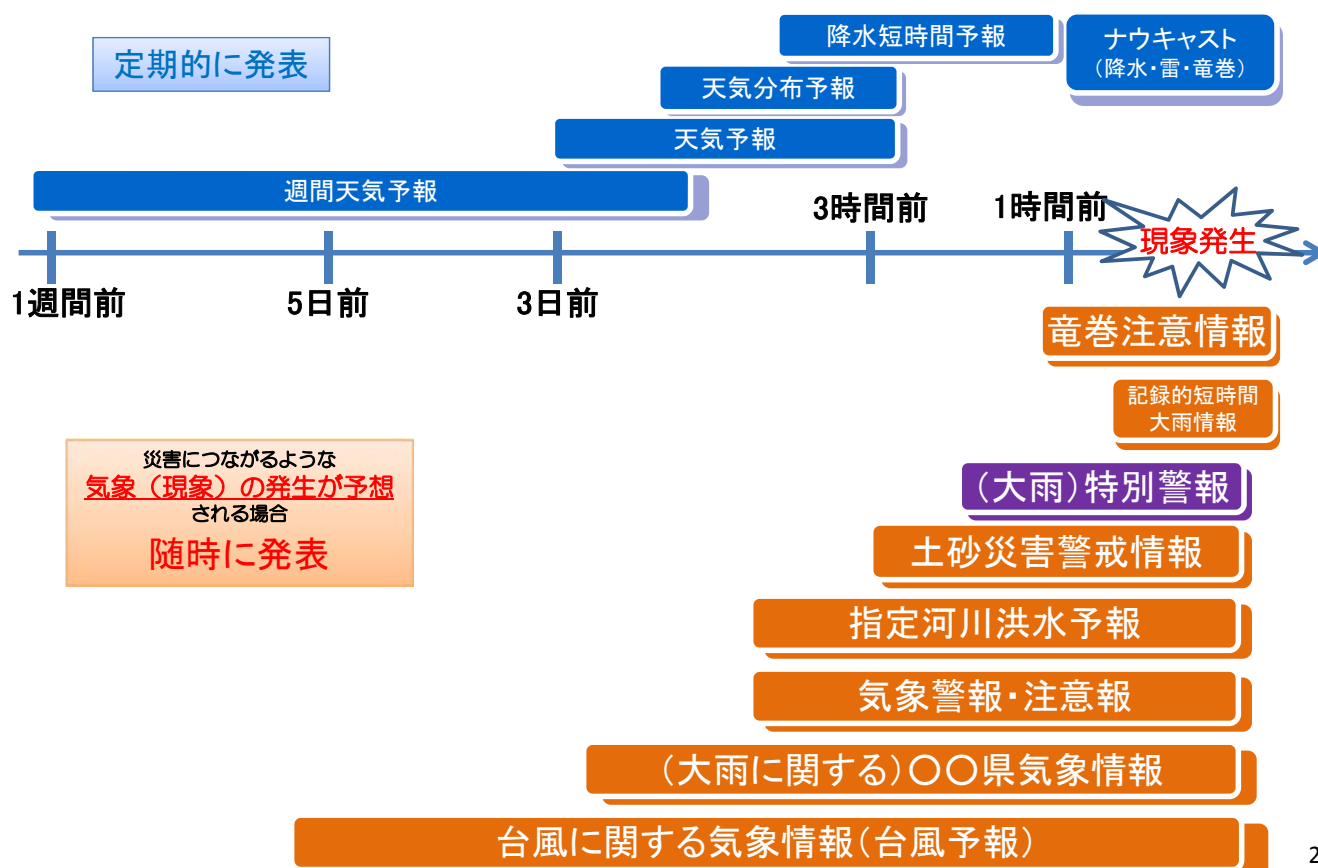 降水短時間予報
ナウキャスト
（降水・雷・竜巻）
定期的に発表
天気分布予報
天気予報
週間天気予報
3時間前
1時間前
現象発生
1週間前
5日前
3日前
竜巻注意情報
記録的短時間
大雨情報
災害につながるような
気象（現象）の発生が予想
される場合
随時に発表
（大雨）特別警報
土砂災害警戒情報
指定河川洪水予報
気象警報・注意報
（大雨に関する）〇〇県気象情報
台風に関する気象情報（台風予報）
2